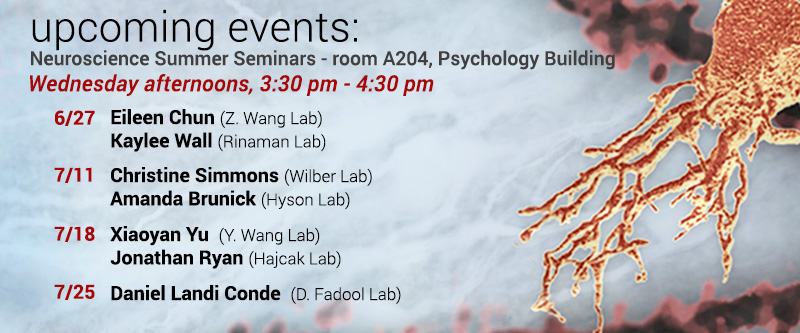 upcoming events:
Neuroscience Summer Seminars - room A204, Psychology Building
Wednesday afternoons, 3:30 pm - 4:30 pm
6/27 Eileen Chun (Z. Wang Lab)
Kaylee Wall (Rinaman Lab)
7/11 Christine Simmons (Wilber Lab)
Amanda Brunick (Hyson Lab)
7/18 Xiaoyan Yu (Y. Wang Lab)
Jonathan Ryan (Hajcak Lab)
7/25 Daniel Landi Conde (D. Fadool Lab)